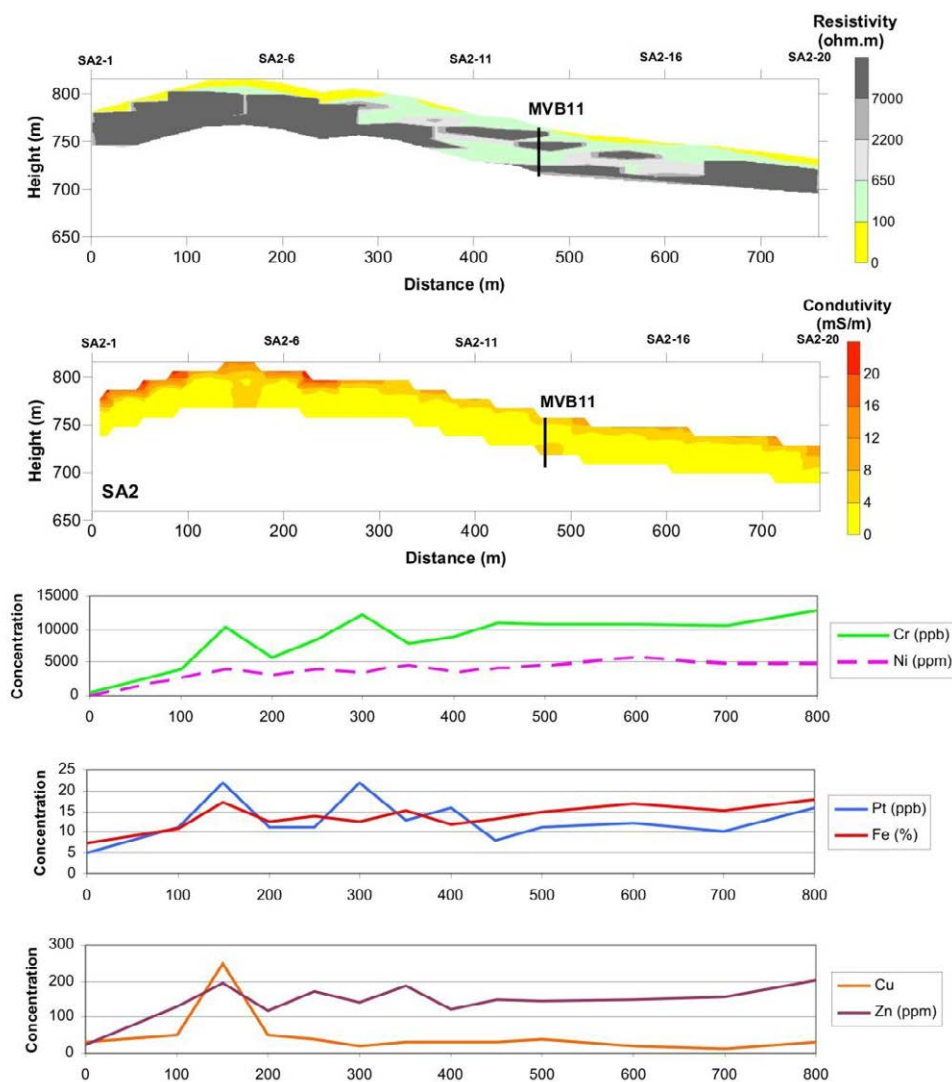 Resistivity
(ohm.m)
SA2-1 SA2-6 SA2-11 SA2-16 SA2-20
800
750
700
650
Height (m)
MVB11
7000
2200
650
100
0
0 100 200 300 400 500 600 700
Distance (m)
Condutivity
(mS/m)
SA2-1 SA2-6 SA2-11 SA2-16 SA2-20
800
750
700
650
Height (m)
MVB11
SA2
20
16
12
8
4
0
0 100 200 300 400 500 600 700
Distance (m)
15000
10000
5000
0
Concentration
Cr (ppb)
Ni (ppm)
0 100 200 300 400 500 600 700 800
25
20
15
10
5
0
Concentration
Pt (ppb)
Fe (%)
0 100 200 300 400 500 600 700 800
300
200
100
0
Concentration
Cu
Zn (ppm)
0 100 200 300 400 500 600 700 800